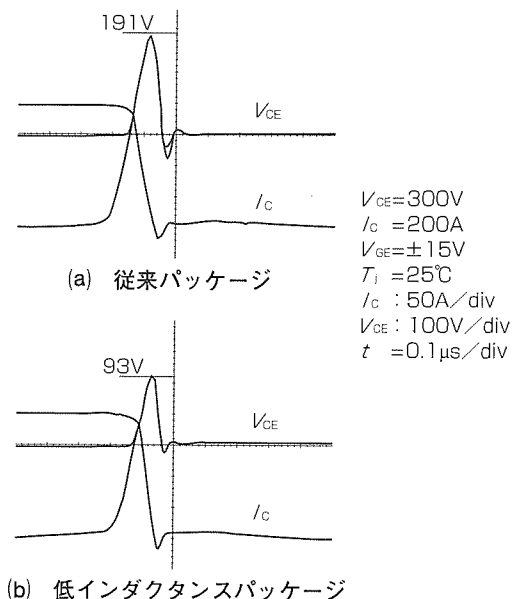 191V
VCE
IC
(a) 従来パッケージ
VCE=300V
IC =200A
VGE=±15V
Tj =25℃
IC : 50A/div
VCE : 100V/div
t =0.1μs/div
93V
VCE
IC
(b) 低インダクタンスパッケージ